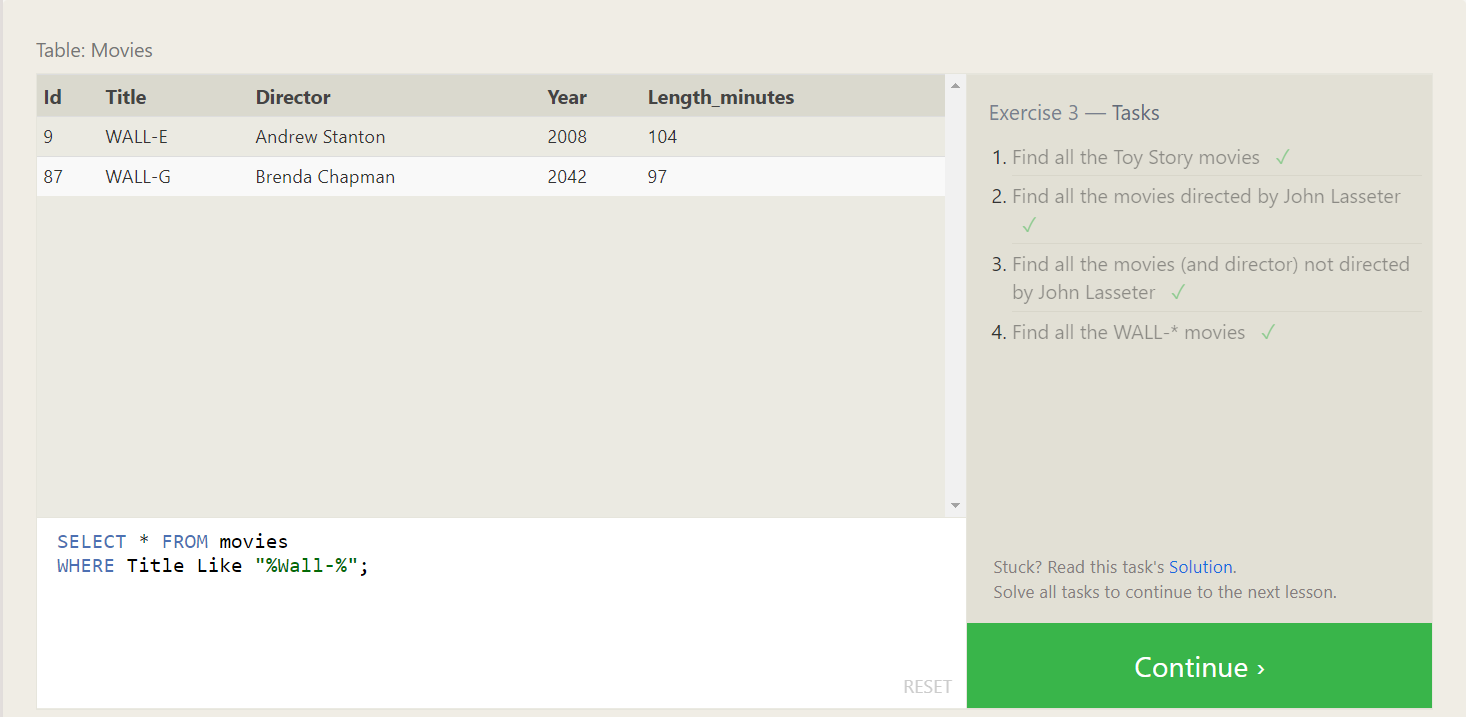 Table: Movies
Id Title Director Year Length_minutes
9 WALL-E Andrew Stanton 2008 104
87 WALL-G Brenda Chapman 2042 97
SELECT * FROM movies
WHERE Title Like "%Wall-%";
RESET
Exercise 3 — Tasks
1. Find all the Toy Story movies ✓
2. Find all the movies directed by John Lasseter
✓
3. Find all the movies (and director) not directed
by John Lasseter ✓
4. Find all the WALL-* movies ✓
Stuck? Read this task's Solution.
Solve all tasks to continue to the next lesson.
Continue ›